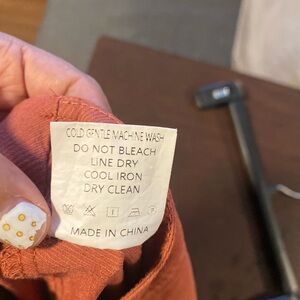 COLD GENTLE MACHINE WASH
DO NOT BLEACH
LINE DRY
COOL IRON
DRY CLEAN
MADE IN CHINA